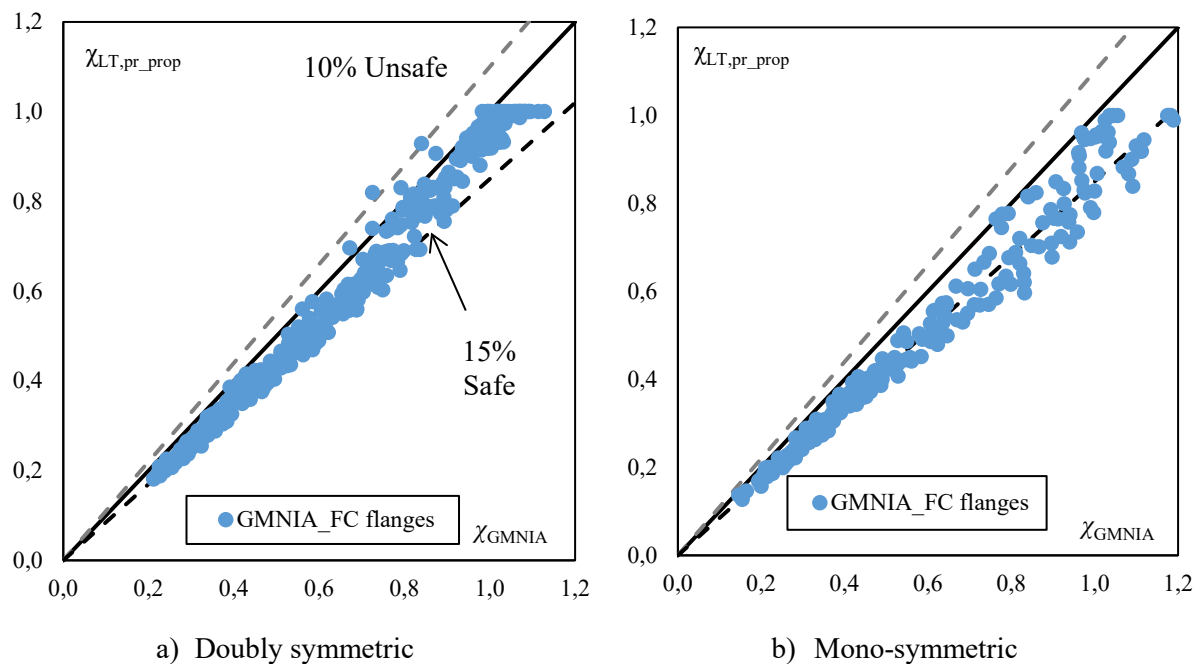 1,2
χLT,pr_prop
10% Unsafe
1,0
0,8
0,6
15%
Safe
0,4
0,2
GMNIA_FC flanges
χGMNIA
0,0
0,0 0,2 0,4 0,6 0,8 1,0 1,2
a) Doubly symmetric
1,2
χLT,pr_prop
1,0
0,8
0,6
0,4
0,2
GMNIA_FC flanges
χGMNIA
0,0
0,0 0,2 0,4 0,6 0,8 1,0 1,2
b) Mono-symmetric